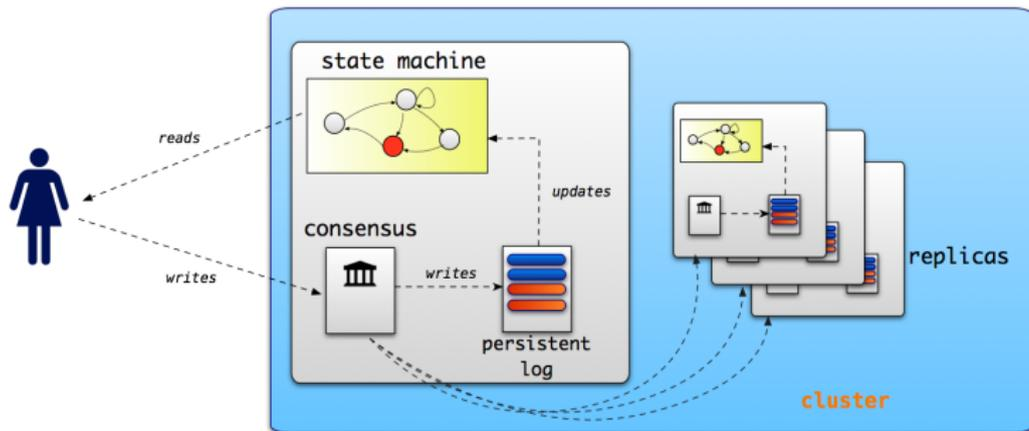 state machine
reads
updates
consensus
writes
writes
persistent
log
replicas
cluster